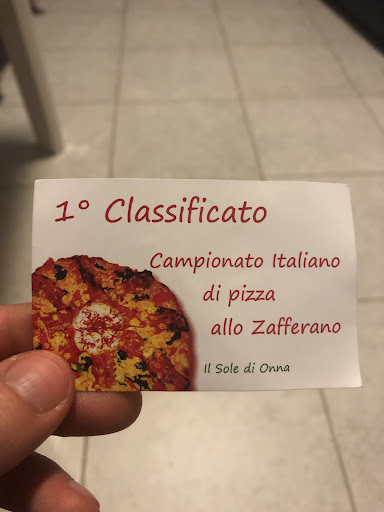 1° Classificato
Campionato Italiano
di pizza
allo Zafferano
Il Sole di Onna